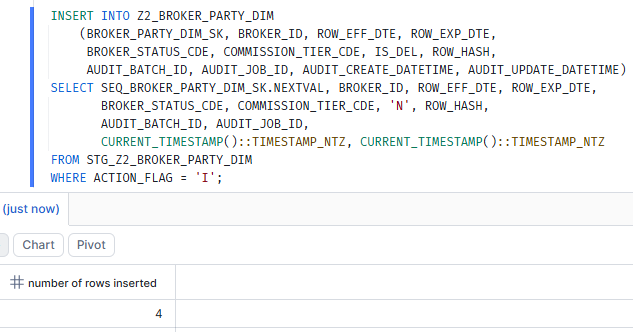 INSERT INTO Z2_BROKER_PARTY_DIM
(BROKER_PARTY_DIM_SK, BROKER_ID, ROW_EFF_DTE, ROW_EXP_DTE,
BROKER_STATUS_CDE, COMMISSION_TIER_CDE, IS_DEL, ROW_HASH,
AUDIT_BATCH_ID, AUDIT_JOB_ID, AUDIT_CREATE_DATETIME, AUDIT_UPDATE_DATETIME)
SELECT SEQ_BROKER_PARTY_DIM_SK.NEXTVAL, BROKER_ID, ROW_EFF_DTE, ROW_EXP_DTE,
BROKER_STATUS_CDE, COMMISSION_TIER_CDE, 'N', ROW_HASH,
AUDIT_BATCH_ID, AUDIT_JOB_ID,
CURRENT_TIMESTAMP()::TIMESTAMP_NTZ, CURRENT_TIMESTAMP()::TIMESTAMP_NTZ
FROM STG_Z2_BROKER_PARTY_DIM
WHERE ACTION_FLAG = 'I';
(just now)
Chart Pivot
# number of rows inserted
4